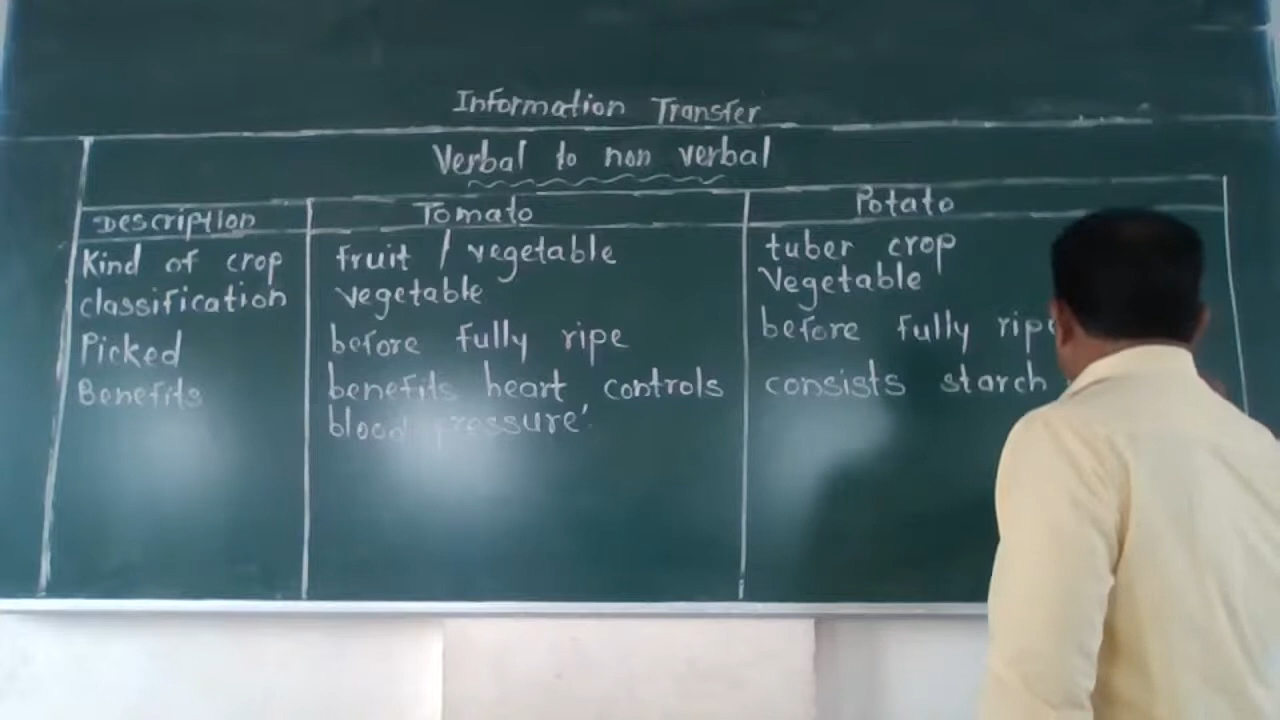 Information Transfer
Verbal to non verbal
Description Tomato Potato
Kind of crop fruit / vegetable tuber crop
classification vegetable Vegetable
Picked before fully ripe before fully ripe
Benefits benefits heart controls consists starch
blood pressure'